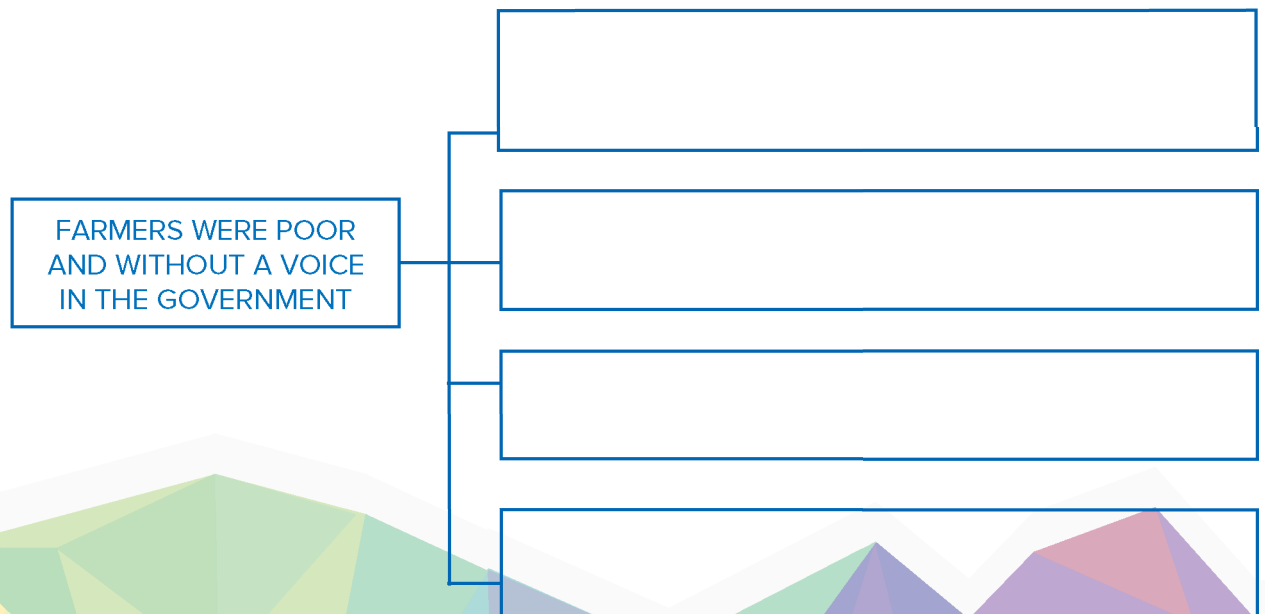 FARMERS WERE POOR
AND WITHOUT A VOICE
IN THE GOVERNMENT